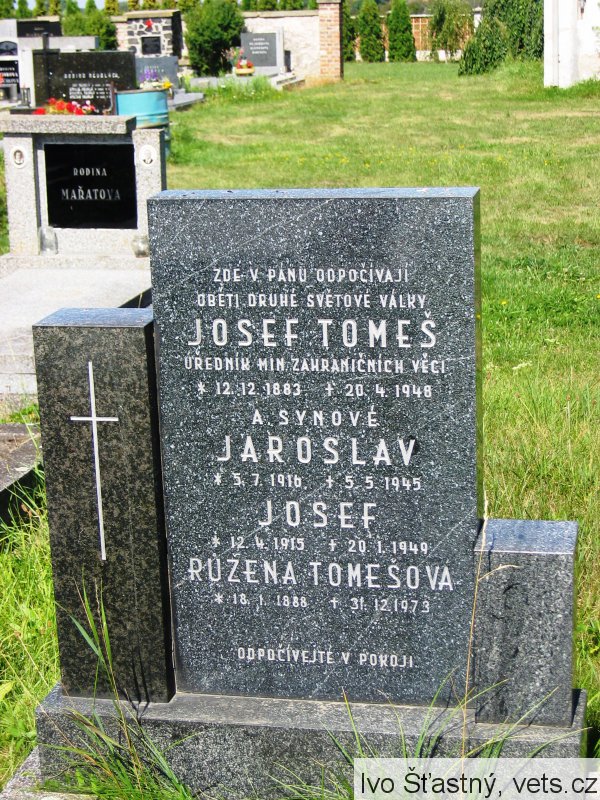 RODINA
MAŘATOVA
ZDE V PÁNU ODPOČÍVAJÍ
OBĚTI DRUHÉ SVĚTOVÉ VÁLKY
JOSEF TOMEŠ
ÚŘEDNÍK MIN. ZAHRANIČNÍCH VĚCÍ
* 12. 12. 1883 + 20. 4. 1948
A SYNOVÉ
JAROSLAV
* 5. 7. 1916 + 5. 5. 1945
JOSEF
* 12. 4. 1915 + 20. 1. 1949
RŮŽENA TOMEŠOVÁ
* 18. 1. 1888 + 31. 12. 1973
ODPOČÍVEJTE V POKOJI
Ivo Šťastný, vets.cz